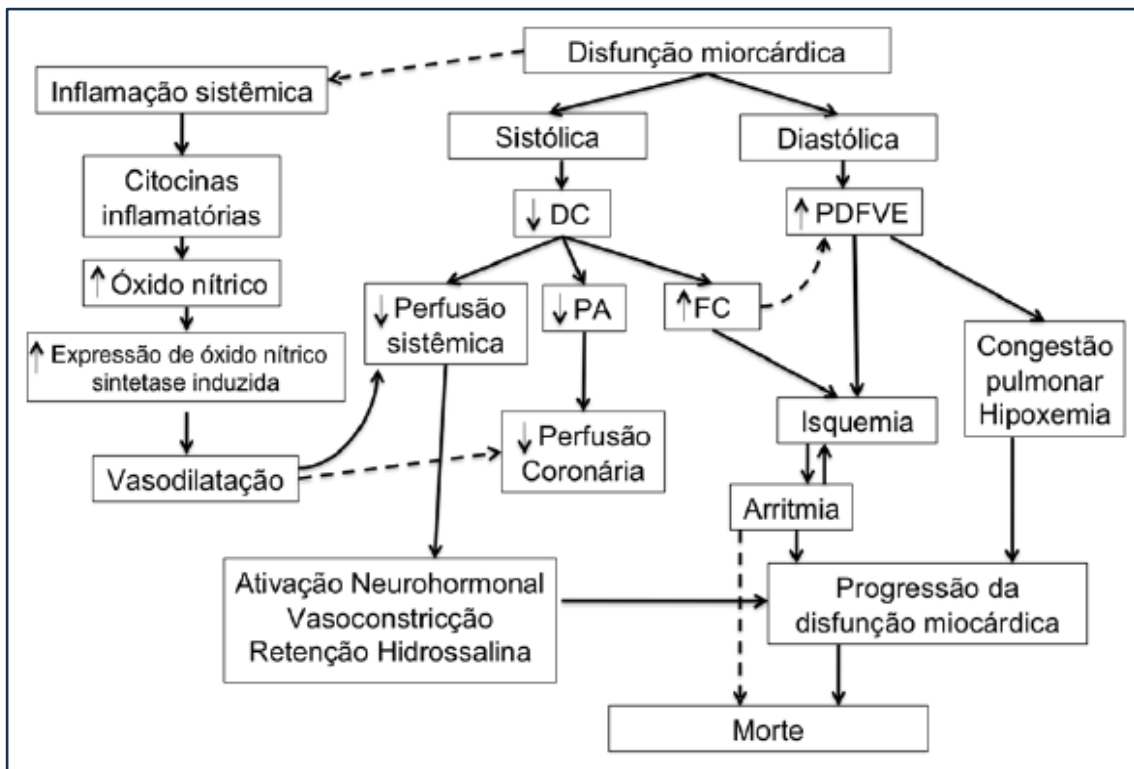 Disfunção miorcárdica
Inflamação sistêmica
Sistólica
Diastólica
Citocinas
inflamatórias
↓ DC
↑ PDFVE
↑ Óxido nítrico
↓ Perfusão
sistêmica
↓ PA
↑ FC
↑ Expressão de óxido nítrico
sintetase induzida
Congestão
pulmonar
Hipoxemia
Isquemia
↓ Perfusão
Coronária
Vasodilatação
Arritmia
Ativação Neurohormonal
Vasoconstricção
Retenção Hidrossalina
Progressão da
disfunção miocárdica
Morte